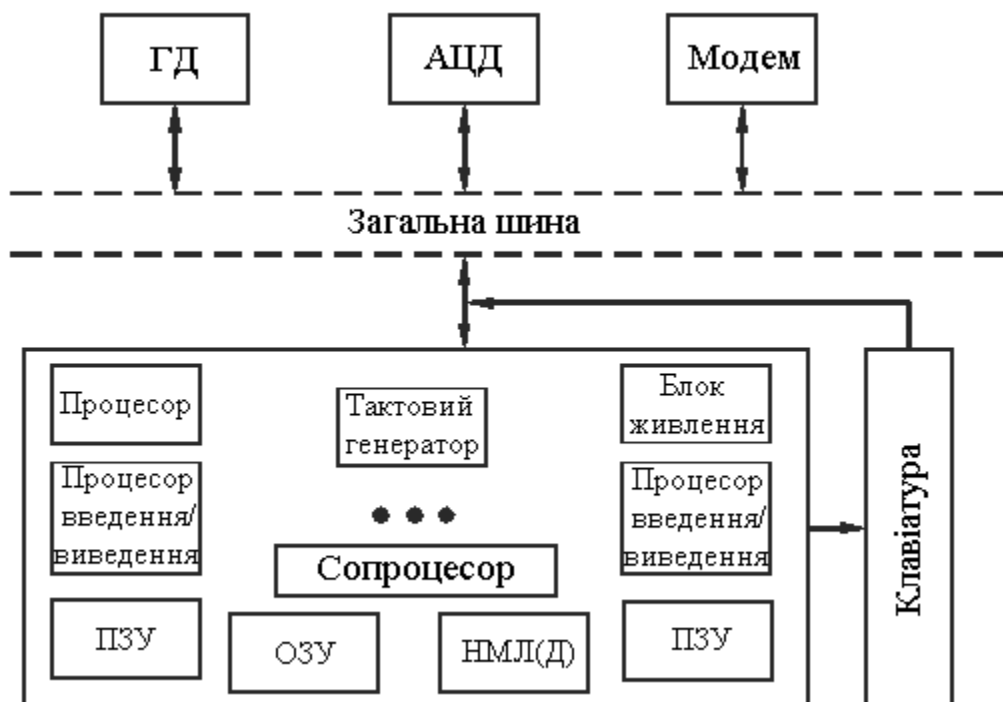 ГД
АЦД
Модем
Загальна шина
Процесор
Тактовий
генератор
Блок
живлення
Процесор
введення/
виведення
Процесор
введення/
виведення
Сопроцесор
ПЗУ
ОЗУ
НМЛ(Д)
ПЗУ
Клавіатура